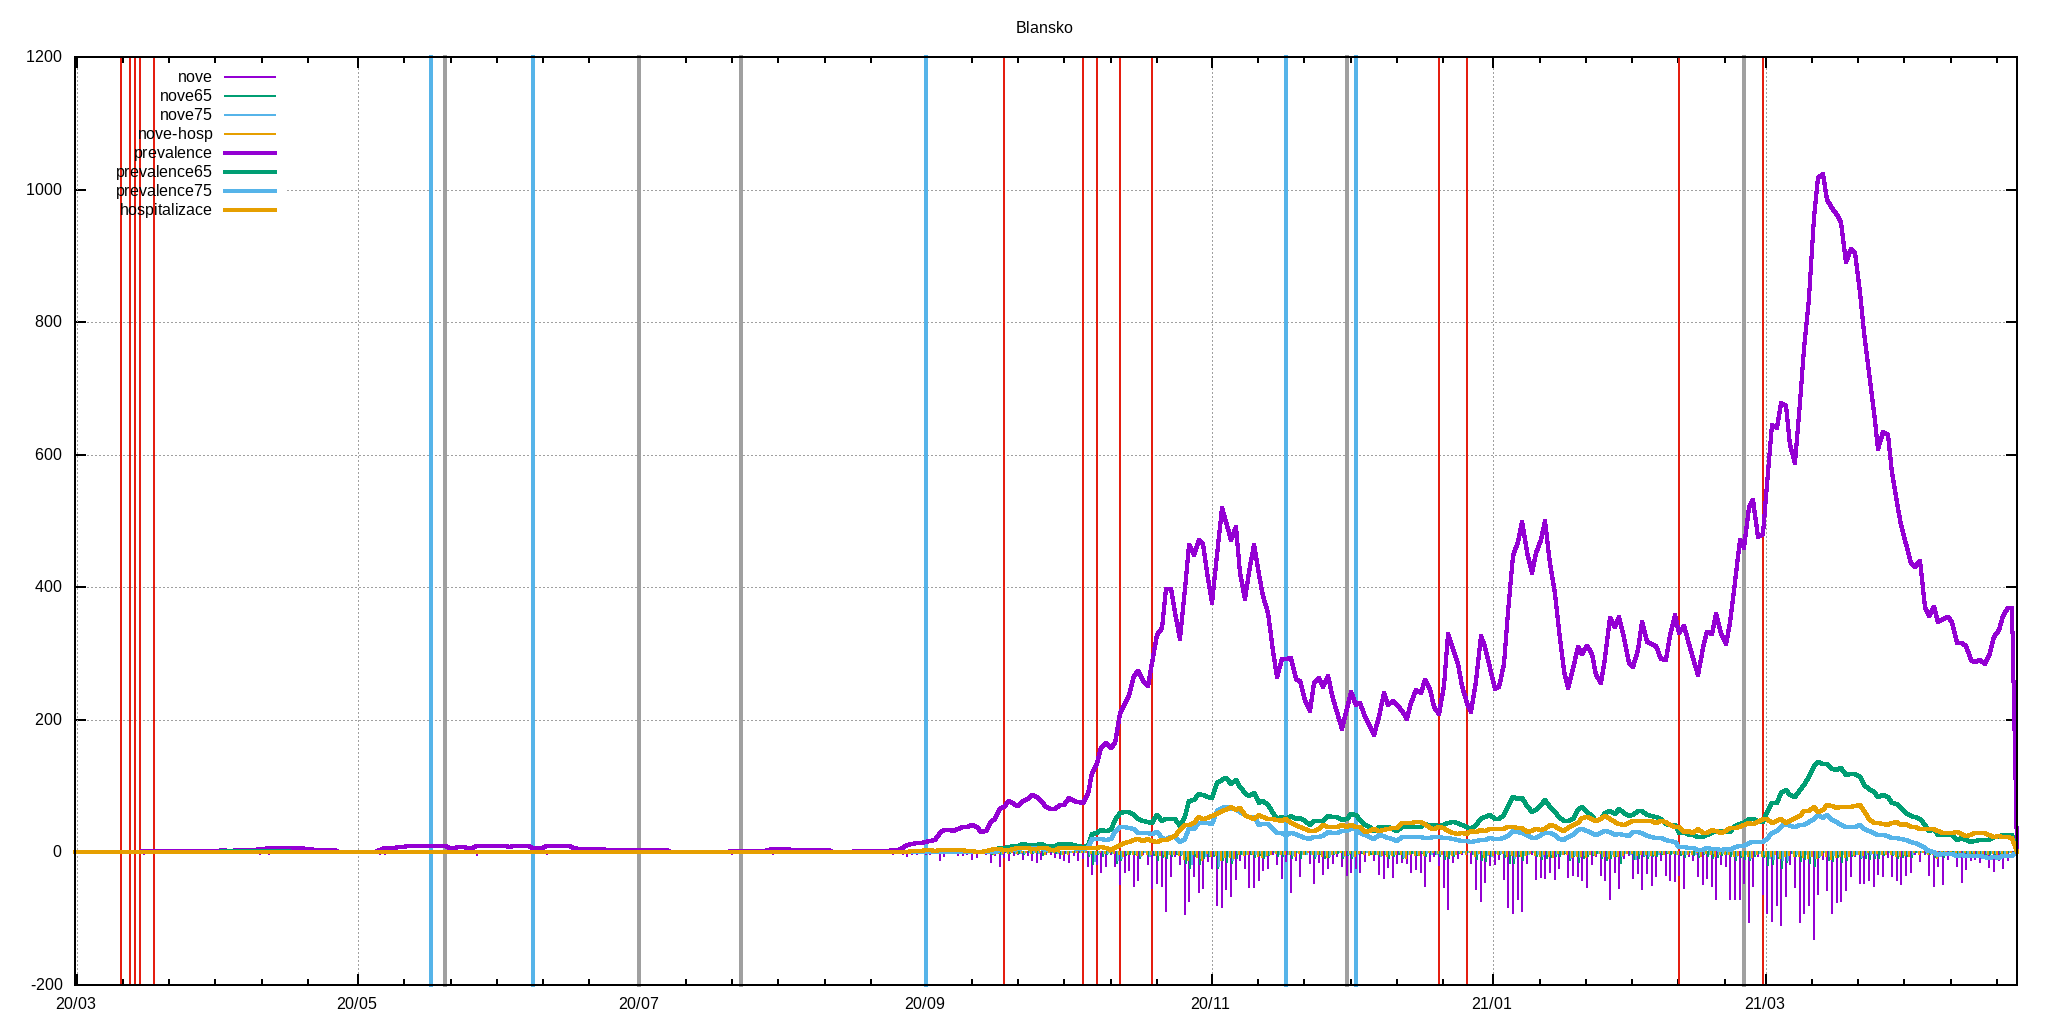 Blansko
1200
nove
nove65
nove75
nove-hosp
prevalence
prevalence65
prevalence75
hospitalizace
1000
800
600
400
200
0
-200
20/03 20/05 20/07 20/09 20/11 21/01 21/03